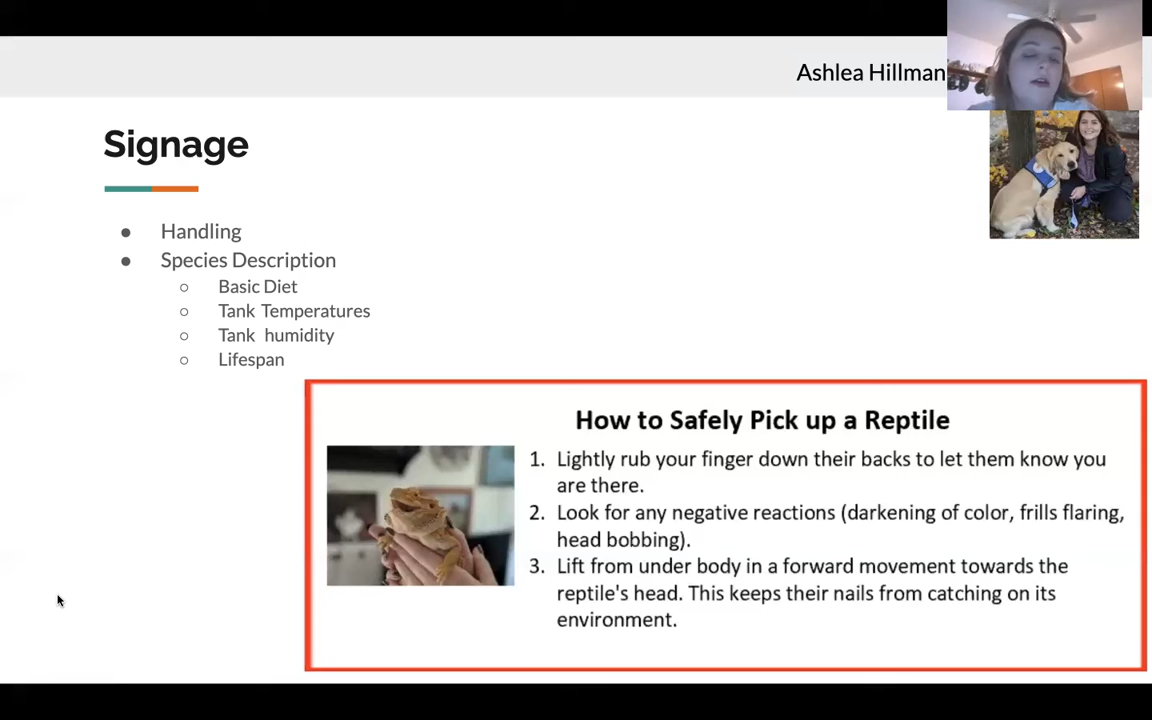 Ashlea Hillman
Signage
● Handling
● Species Description
○ Basic Diet
○ Tank Temperatures
○ Tank humidity
○ Lifespan
How to Safely Pick up a Reptile
1. Lightly rub your finger down their backs to let them know you
are there.
2. Look for any negative reactions (darkening of color, frills flaring,
head bobbing).
3. Lift from under body in a forward movement towards the
reptile's head. This keeps their nails from catching on its
environment.